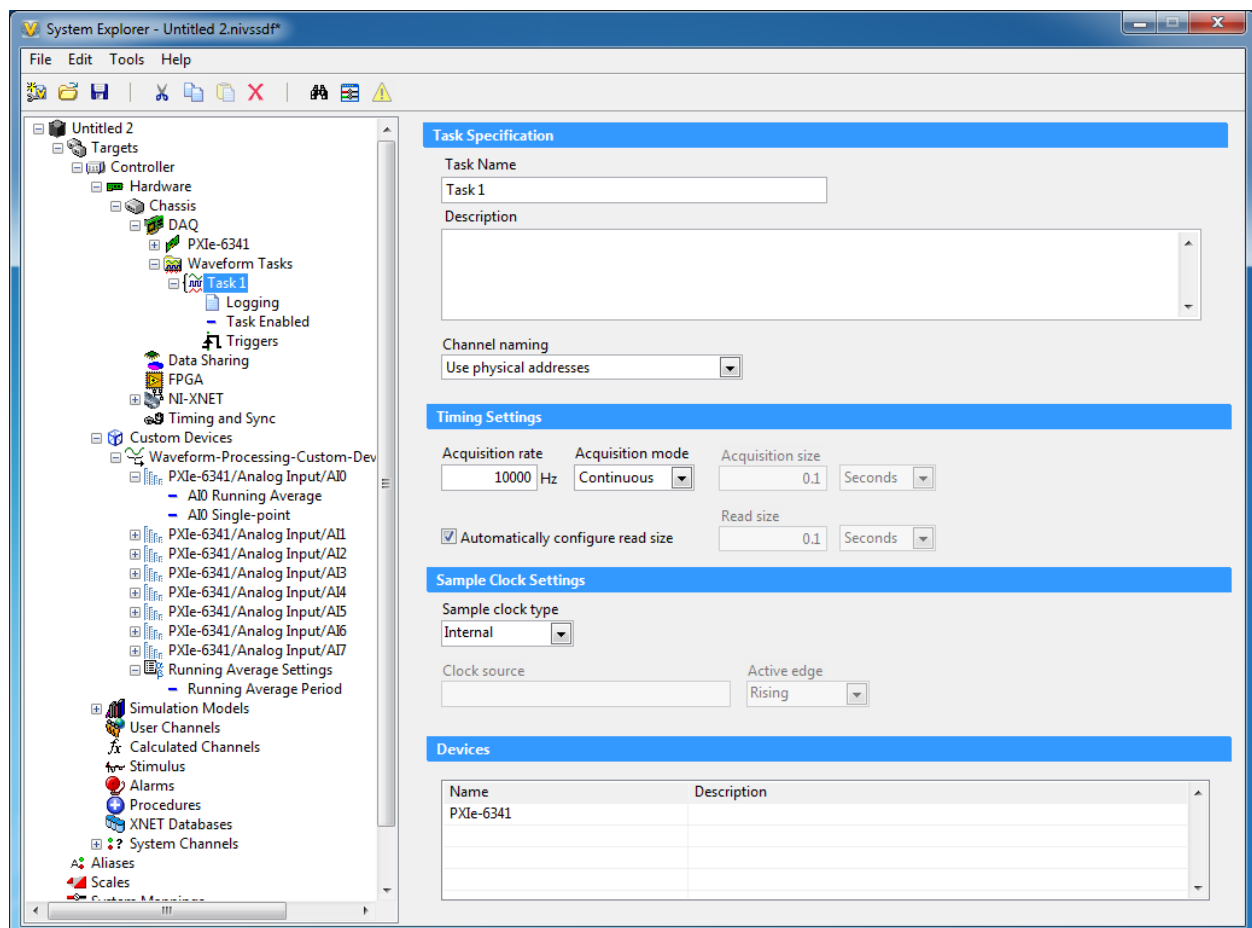 System Explorer - Untitled 2.nivssdf*
File Edit Tools Help
Untitled 2
Targets
Controller
Hardware
Chassis
DAQ
PXIe-6341
Waveform Tasks
Task 1
Logging
Task Enabled
Triggers
Data Sharing
FPGA
NI-XNET
Timing and Sync
Custom Devices
Waveform-Processing-Custom-Dev
PXIe-6341/Analog Input/AI0
AI0 Running Average
AI0 Single-point
PXIe-6341/Analog Input/AI1
PXIe-6341/Analog Input/AI2
PXIe-6341/Analog Input/AI3
PXIe-6341/Analog Input/AI4
PXIe-6341/Analog Input/AI5
PXIe-6341/Analog Input/AI6
PXIe-6341/Analog Input/AI7
Running Average Settings
Running Average Period
Simulation Models
User Channels
Calculated Channels
Stimulus
Alarms
Procedures
XNET Databases
System Channels
Aliases
Scales
System Mappings
Task Specification
Task Name
Task 1
Description
Channel naming
Use physical addresses
Timing Settings
Acquisition rate Acquisition mode Acquisition size
10000 Hz Continuous 0.1 Seconds
Read size
Automatically configure read size 0.1 Seconds
Sample Clock Settings
Sample clock type
Internal
Clock source Active edge
Rising
Devices
Name Description
PXIe-6341